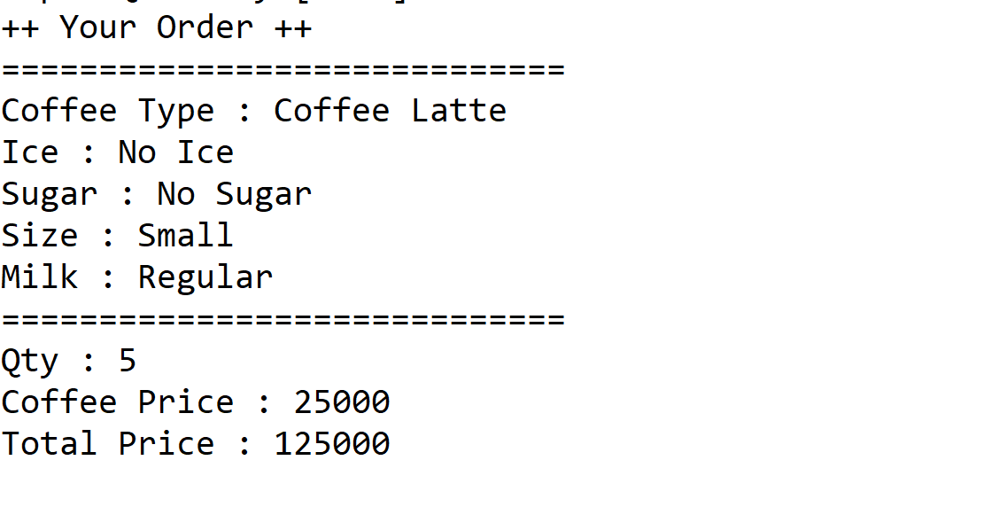 ++ Your Order ++
=============================
Coffee Type : Coffee Latte
Ice : No Ice
Sugar : No Sugar
Size : Small
Milk : Regular
=============================
Qty : 5
Coffee Price : 25000
Total Price : 125000